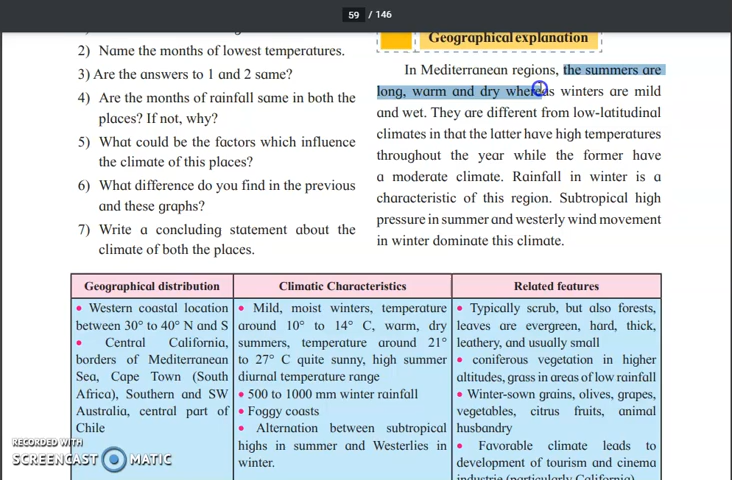 59 / 146
2) Name the months of lowest temperatures.
3) Are the answers to 1 and 2 same?
4) Are the months of rainfall same in both the
places? If not, why?
5) What could be the factors which influence
the climate of this places?
6) What difference do you find in the previous
and these graphs?
7) Write a concluding statement about the
climate of both the places.
Geographical explanation
In Mediterranean regions, the summers are
long, warm and dry whereas winters are mild
and wet. They are different from low-latitudinal
climates in that the latter have high temperatures
throughout the year while the former have
a moderate climate. Rainfall in winter is a
characteristic of this region. Subtropical high
pressure in summer and westerly wind movement
in winter dominate this climate.
Geographical distribution
• Western coastal location
between 30° to 40° N and S
• Central California,
borders of Mediterranean
Sea, Cape Town (South
Africa), Southern and SW
Australia, central part of
Chile
Climatic Characteristics
• Mild, moist winters, temperature
around 10° to 14° C, warm, dry
summers, temperature around 21°
to 27° C quite sunny, high summer
diurnal temperature range
• 500 to 1000 mm winter rainfall
• Foggy coasts
• Alternation between subtropical
highs in summer and Westerlies in
winter.
Related features
• Typically scrub, but also forests,
leaves are evergreen, hard, thick,
leathery, and usually small
• coniferous vegetation in higher
altitudes, grass in areas of low rainfall
• Winter-sown grains, olives, grapes,
vegetables, citrus fruits, animal
husbandry
• Favorable climate leads to
development of tourism and cinema
industrie (particularly California)
RECORDED WITH
SCREENCAST MATIC